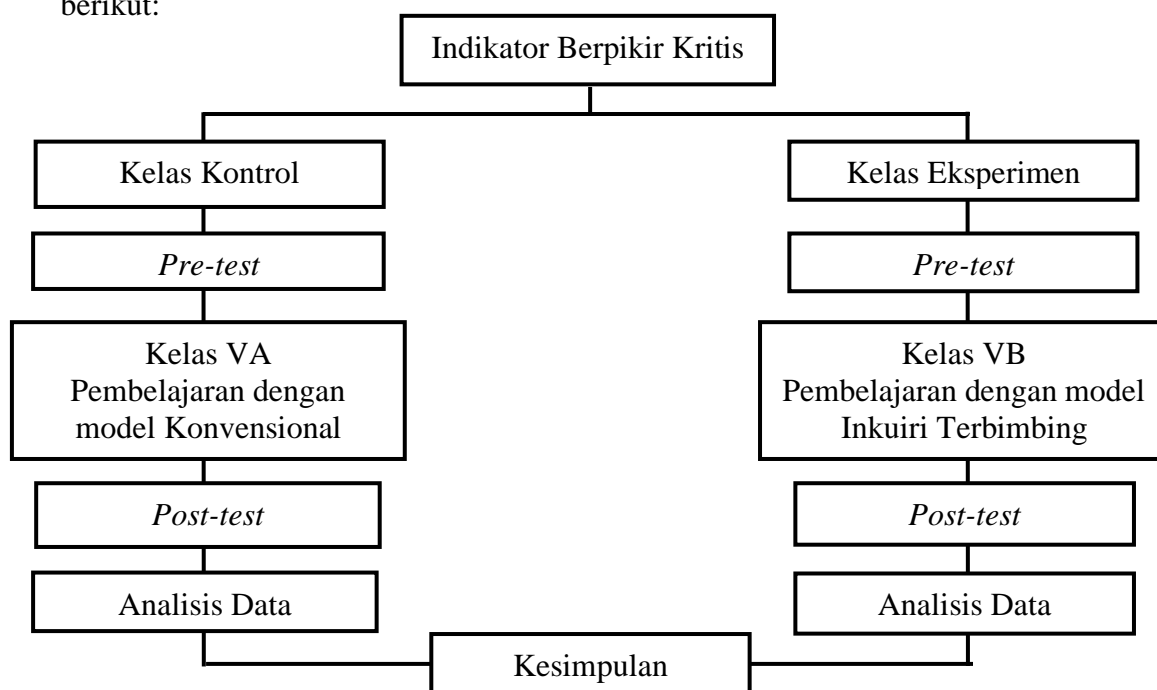 berikut:
Indikator Berpikir Kritis
Kelas Kontrol
Kelas Eksperimen
Pre-test
Pre-test
Kelas VA
Pembelajaran dengan
model Konvensional
Kelas VB
Pembelajaran dengan model
Inkuiri Terbimbing
Post-test
Post-test
Analisis Data
Analisis Data
Kesimpulan